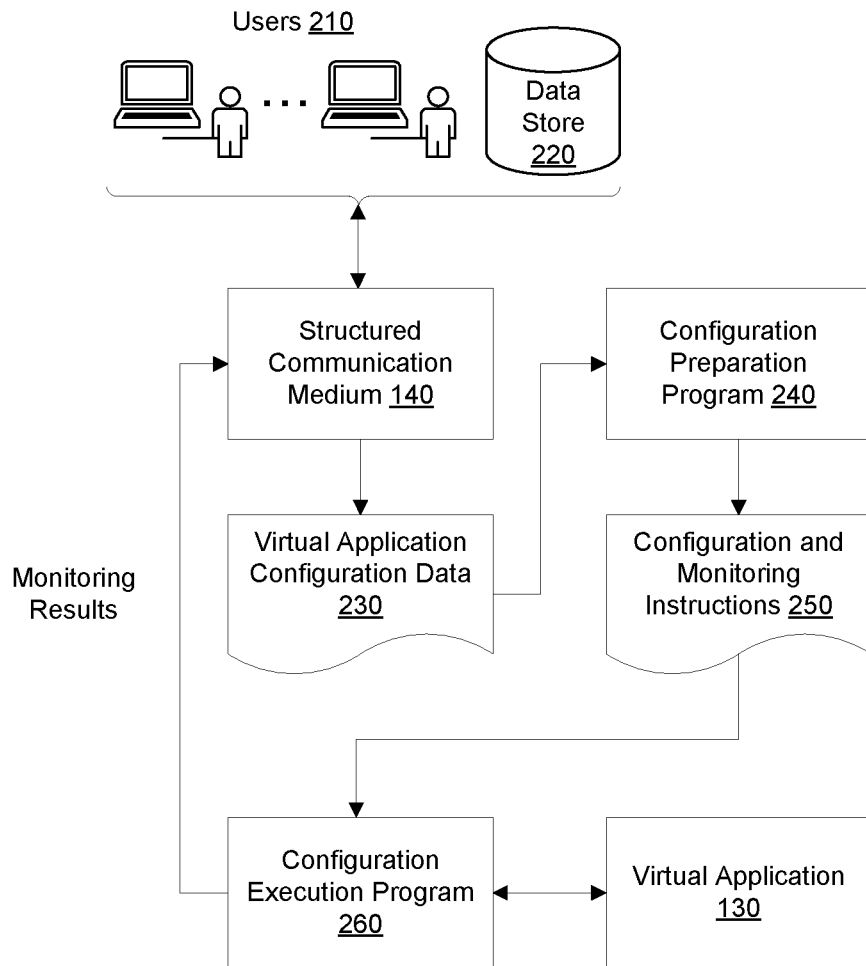 Users 210
Data
Store
220
Structured
Communication
Medium 140
Configuration
Preparation
Program 240
Virtual Application
Configuration Data
230
Configuration and
Monitoring
Instructions 250
Monitoring
Results
Configuration
Execution Program
260
Virtual Application
130